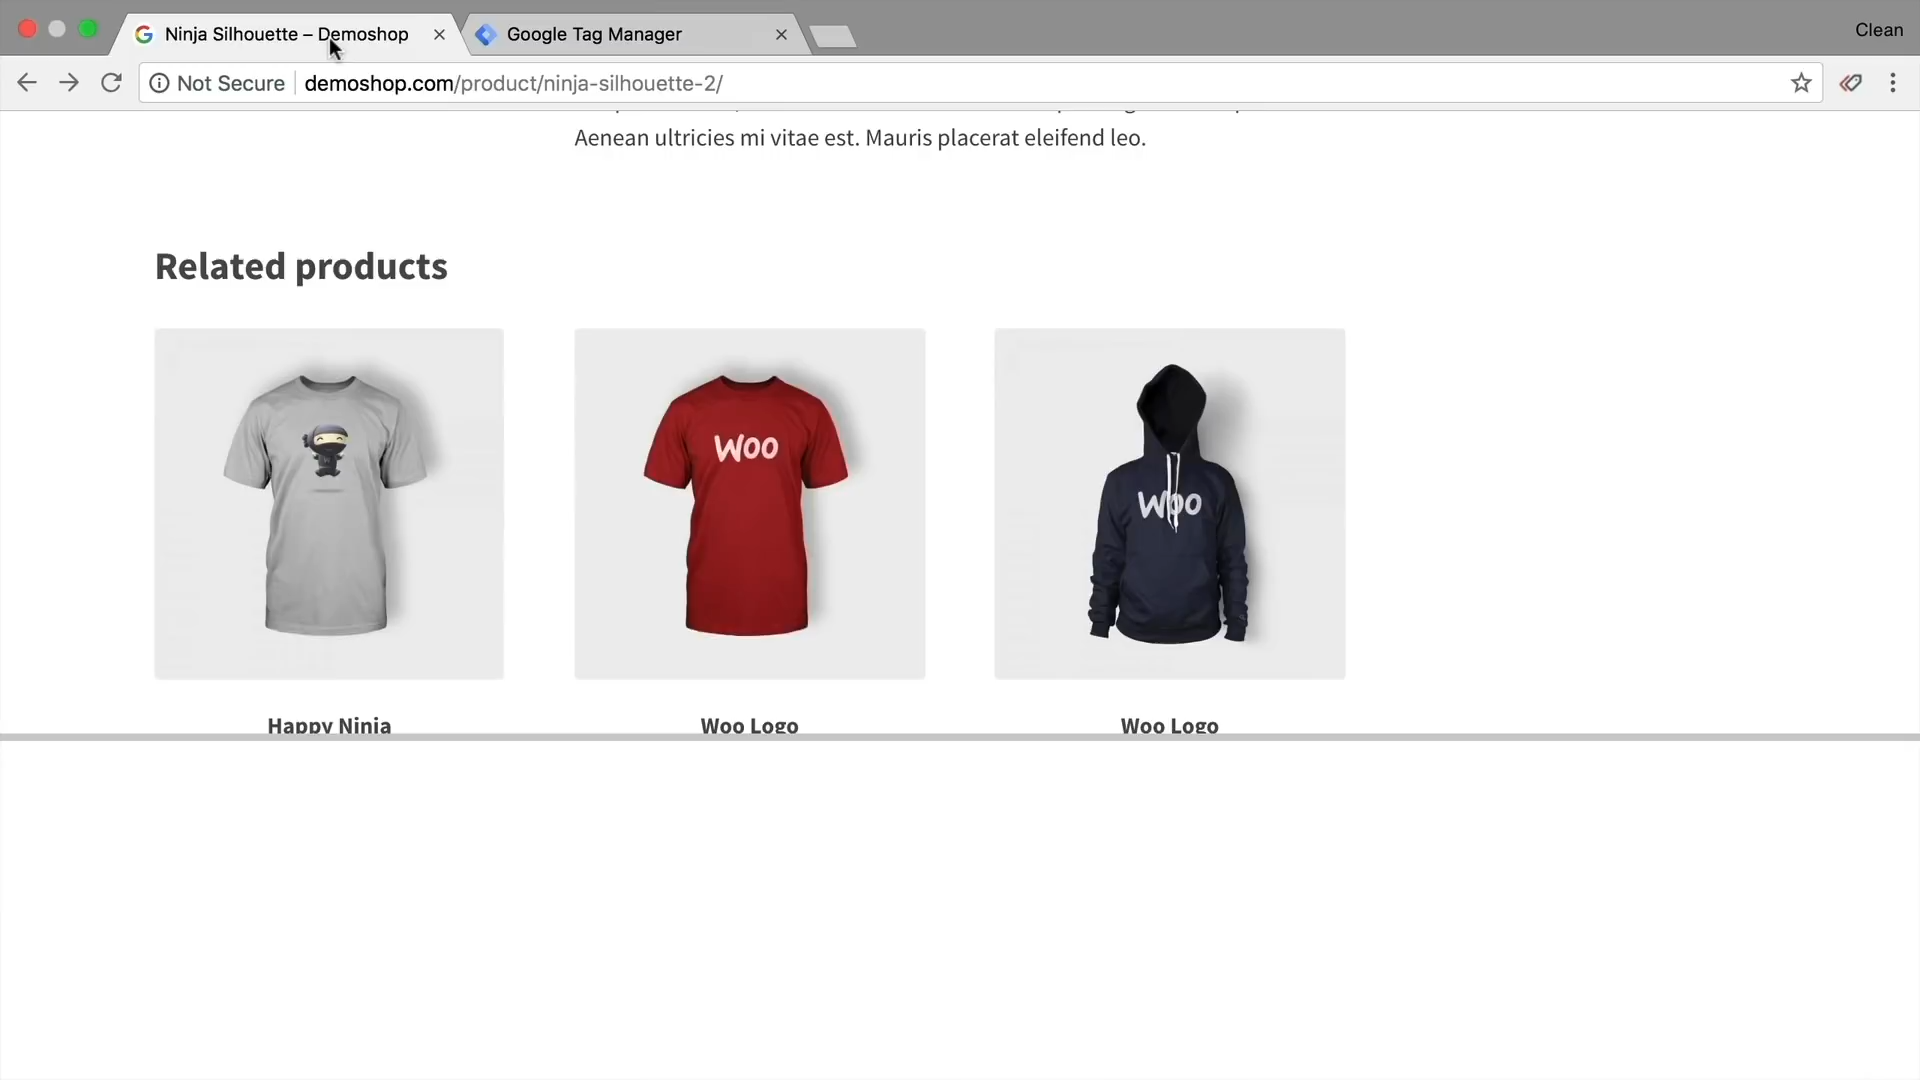 Ninja Silhouette – Demoshop
Google Tag Manager
Clean
Not Secure
demoshop.com/product/ninja-silhouette-2/
Aenean ultricies mi vitae est. Mauris placerat eleifend leo.
Related products
Woo
Woo
Happy Ninja
Woo Logo
Woo Logo